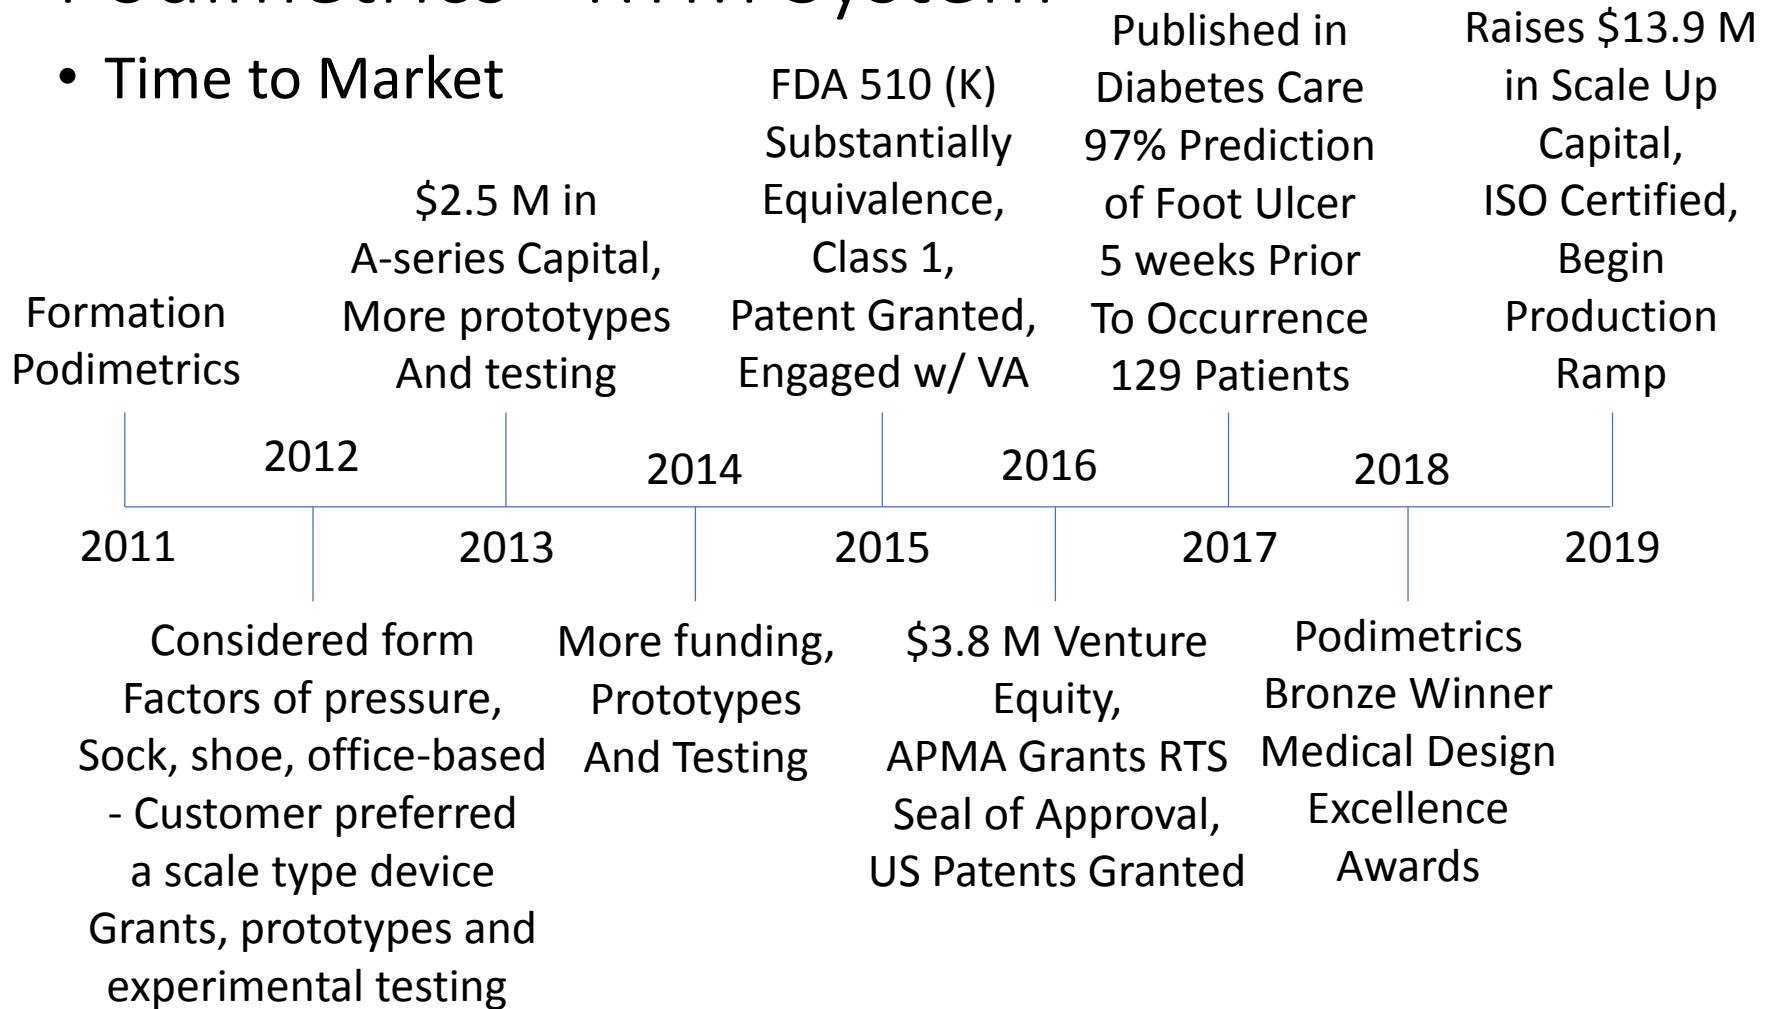 Podimetrics - RTM System
• Time to Market
Formation
Podimetrics
$2.5 M in
A-series Capital,
More prototypes
And testing
FDA 510 (K)
Substantially
Equivalence,
Class 1,
Patent Granted,
Engaged w/ VA
Published in
Diabetes Care
97% Prediction
of Foot Ulcer
5 weeks Prior
To Occurrence
129 Patients
Raises $13.9 M
in Scale Up
Capital,
ISO Certified,
Begin
Production
Ramp
2012
2014
2016
2018
2011
2013
2015
2017
2019
Considered form
Factors of pressure,
Sock, shoe, office-based
- Customer preferred
a scale type device
Grants, prototypes and
experimental testing
More funding,
Prototypes
And Testing
$3.8 M Venture
Equity,
APMA Grants RTS
Seal of Approval,
US Patents Granted
Podimetrics
Bronze Winner
Medical Design
Excellence
Awards